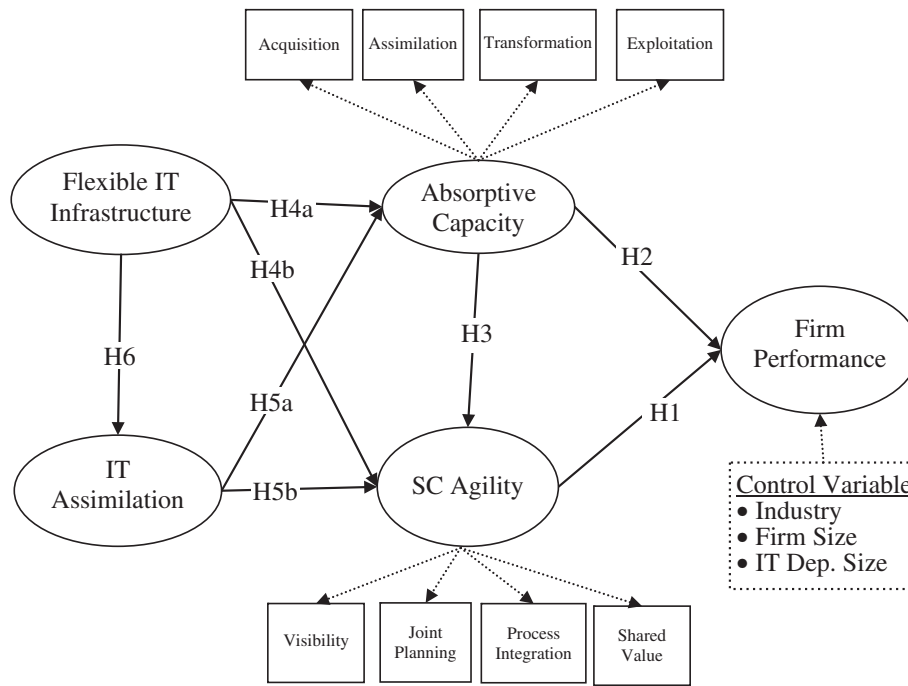 Acquisition
Assimilation
Transformation
Exploitation
Flexible IT
Infrastructure
Absorptive
Capacity
H4a
H4b
H2
H3
H6
Firm
Performance
H5a
H1
IT
Assimilation
H5b
SC Agility
Control Variable
• Industry
• Firm Size
• IT Dep. Size
Visibility
Joint
Planning
Process
Integration
Shared
Value